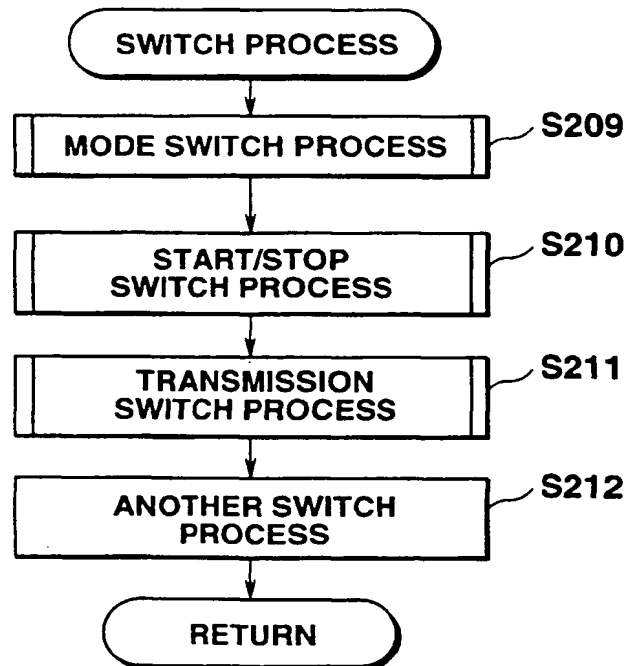 SWITCH PROCESS
MODE SWITCH PROCESS
S209
START/STOP
SWITCH PROCESS
S210
TRANSMISSION
SWITCH PROCESS
S211
ANOTHER SWITCH
PROCESS
S212
RETURN